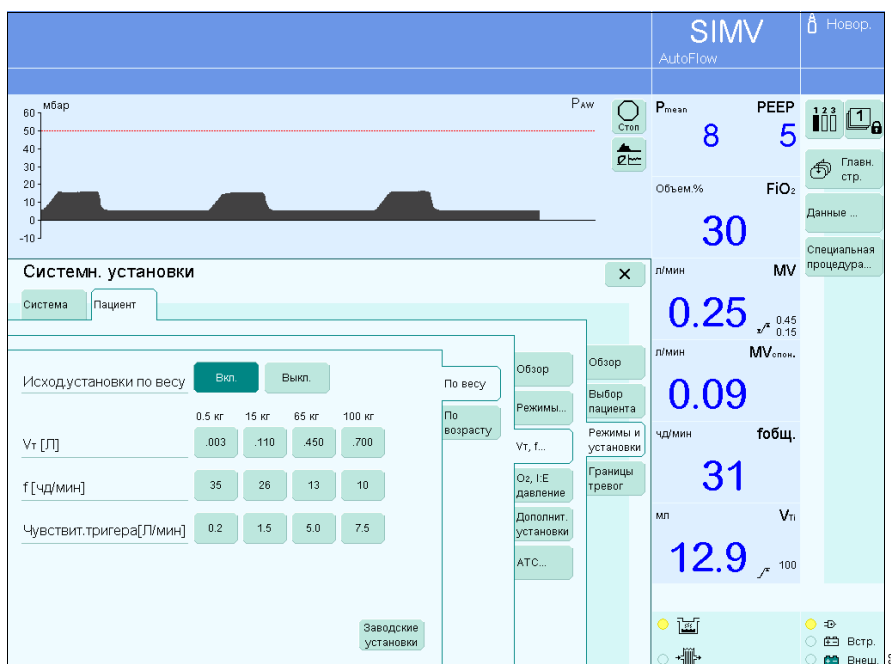 SIMV
AutoFlow
Новор.
мбар
PAW
60
50
40
30
20
10
0
-10
Стоп
Pmean
PEEP
8
5
1 2 3
1
Главн.
стр.
Данные ...
Специальная
процедура...
Объем.%
FiO2
30
л/мин
MV
0.25
0.45
0.15
л/мин
MVспон.
0.09
чд/мин
fобщ.
31
мл
VTi
12.9
100
Системн. установки
Система
Пациент
Исход.установки по весу
Вкл.
Выкл.
0.5 кг
15 кг
65 кг
100 кг
VT [Л]
.003
.110
.450
.700
f [чд/мин]
35
26
13
10
Чувствит.тригера[Л/мин]
0.2
1.5
5.0
7.5
Заводские
установки
По весу
По
возрасту
Обзор
Режимы...
VT, f...
O2, I:E
давление
Дополнит.
установки
ATC...
Обзор
Выбор
пациента
Режимы и
установки
Границы
тревог
Встр.
Внеш.